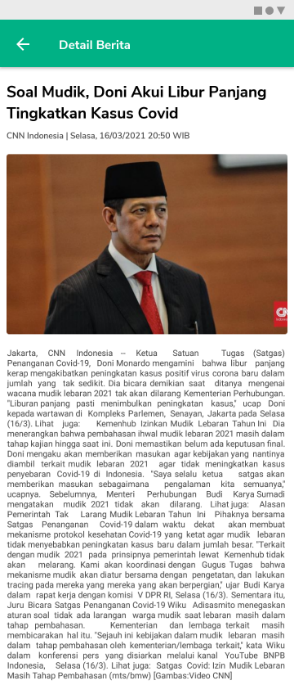 Detail Berita
Soal Mudik, Doni Akui Libur Panjang
Tingkatkan Kasus Covid
CNN Indonesia | Selasa, 16/03/2021 20:50 WIB
Jakarta, CNN Indonesia -- Ketua Satuan Tugas (Satgas)
Penanganan Covid-19, Doni Monardo mengamini bahwa libur panjang
kerap mengakibatkan peningkatan kasus positif virus corona baru dalam
jumlah yang tak sedikit. Dia bicara demikian saat ditanya mengenai
wacana mudik lebaran 2021 tak akan dilarang Kementerian Perhubungan.
"Liburan panjang pasti menimbulkan peningkatan kasus," ucap Doni
kepada wartawan di Kompleks Parlemen, Senayan, Jakarta pada Selasa
(16/3). Lihat juga: Kemenhub Izinkan Mudik Lebaran Tahun Ini Dia
menerangkan bahwa pembahasan ihwal mudik lebaran 2021 masih dalam
tahap kajian hingga saat ini. Doni memastikan belum ada keputusan final.
Doni mengaku akan memberikan masukan agar kebijakan yang nantinya
diambil terkait mudik lebaran 2021 agar tidak meningkatkan kasus
penyebaran Covid-19 di Indonesia. "Saya selalu ketua satgas akan
memberikan masukan sebagaimana pengalaman kita semuanya,"
ucapnya. Sebelumnya, Menteri Perhubungan Budi Karya Sumadi
mengatakan mudik 2021 tidak akan dilarang. Lihat juga: Alasan
Pemerintah Tak Larang Mudik Lebaran Tahun Ini Pihaknya bersama
Satgas Penanganan Covid-19 dalam waktu dekat akan membuat
mekanisme protokol kesehatan Covid-19 yang ketat agar mudik lebaran
tidak menyebabkan peningkatan kasus baru dalam jumlah besar. "Terkait
dengan mudik 2021 pada prinsipnya pemerintah lewat Kemenhub tidak
akan melarang. Kami akan koordinasi dengan Gugus Tugas bahwa
mekanisme mudik akan diatur bersama dengan pengetatan, dan lakukan
tracing pada mereka yang mereka yang akan berpergian," ujar Budi Karya
dalam rapat kerja dengan komisi V DPR RI, Selasa (16/3). Sementara itu,
Juru Bicara Satgas Penanganan Covid-19 Wiku Adisasmito menegaskan
aturan soal tidak ada larangan warga mudik saat lebaran masih dalam
tahap pembahasan. Kementerian dan lembaga terkait masih
membicarakan hal itu. "Sejauh ini kebijakan dalam mudik lebaran masih
dalam tahap pembahasan oleh kementerian/lembaga terkait," kata Wiku
dalam konferensi pers yang disiarkan melalui kanal YouTube BNPB
Indonesia, Selasa (16/3). Lihat juga: Satgas Covid: Izin Mudik Lebaran
Masih Tahap Pembahasan (mts/bmw) [Gambas:Video CNN]